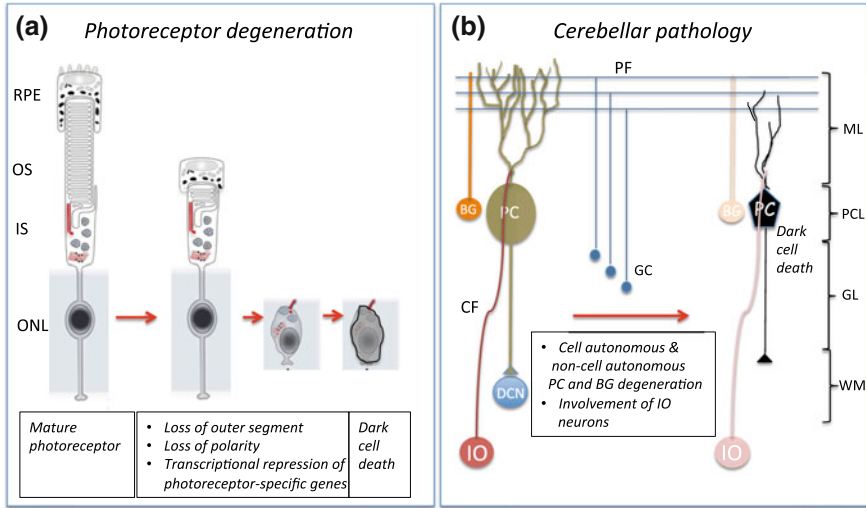 (a) Photoreceptor degeneration
RPE
OS
IS
ONL
Mature
photoreceptor
• Loss of outer segment
• Loss of polarity
• Transcriptional repression of
photoreceptor-specific genes
Dark
cell
death
(b) Cerebellar pathology
PF
ML
BG
PC
BG
PC
PCL
Dark
cell
death
GC
GL
CF
• Cell autonomous &
non-cell autonomous
PC and BG degeneration
• Involvement of IO
neurons
DCN
WM
IO
IO